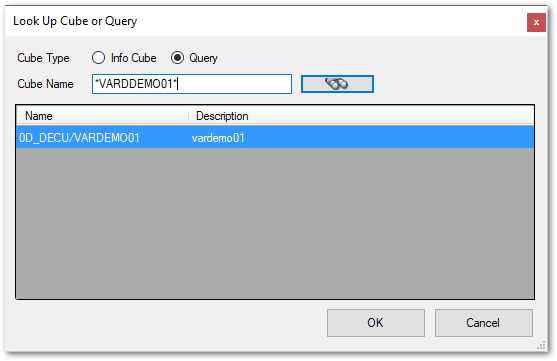 Look Up Cube or Query
x
Cube Type Info Cube Query
Cube Name *VARDDEMO01*
Name Description
0D_DECU/VARDEMO01 vardemo01
OK Cancel